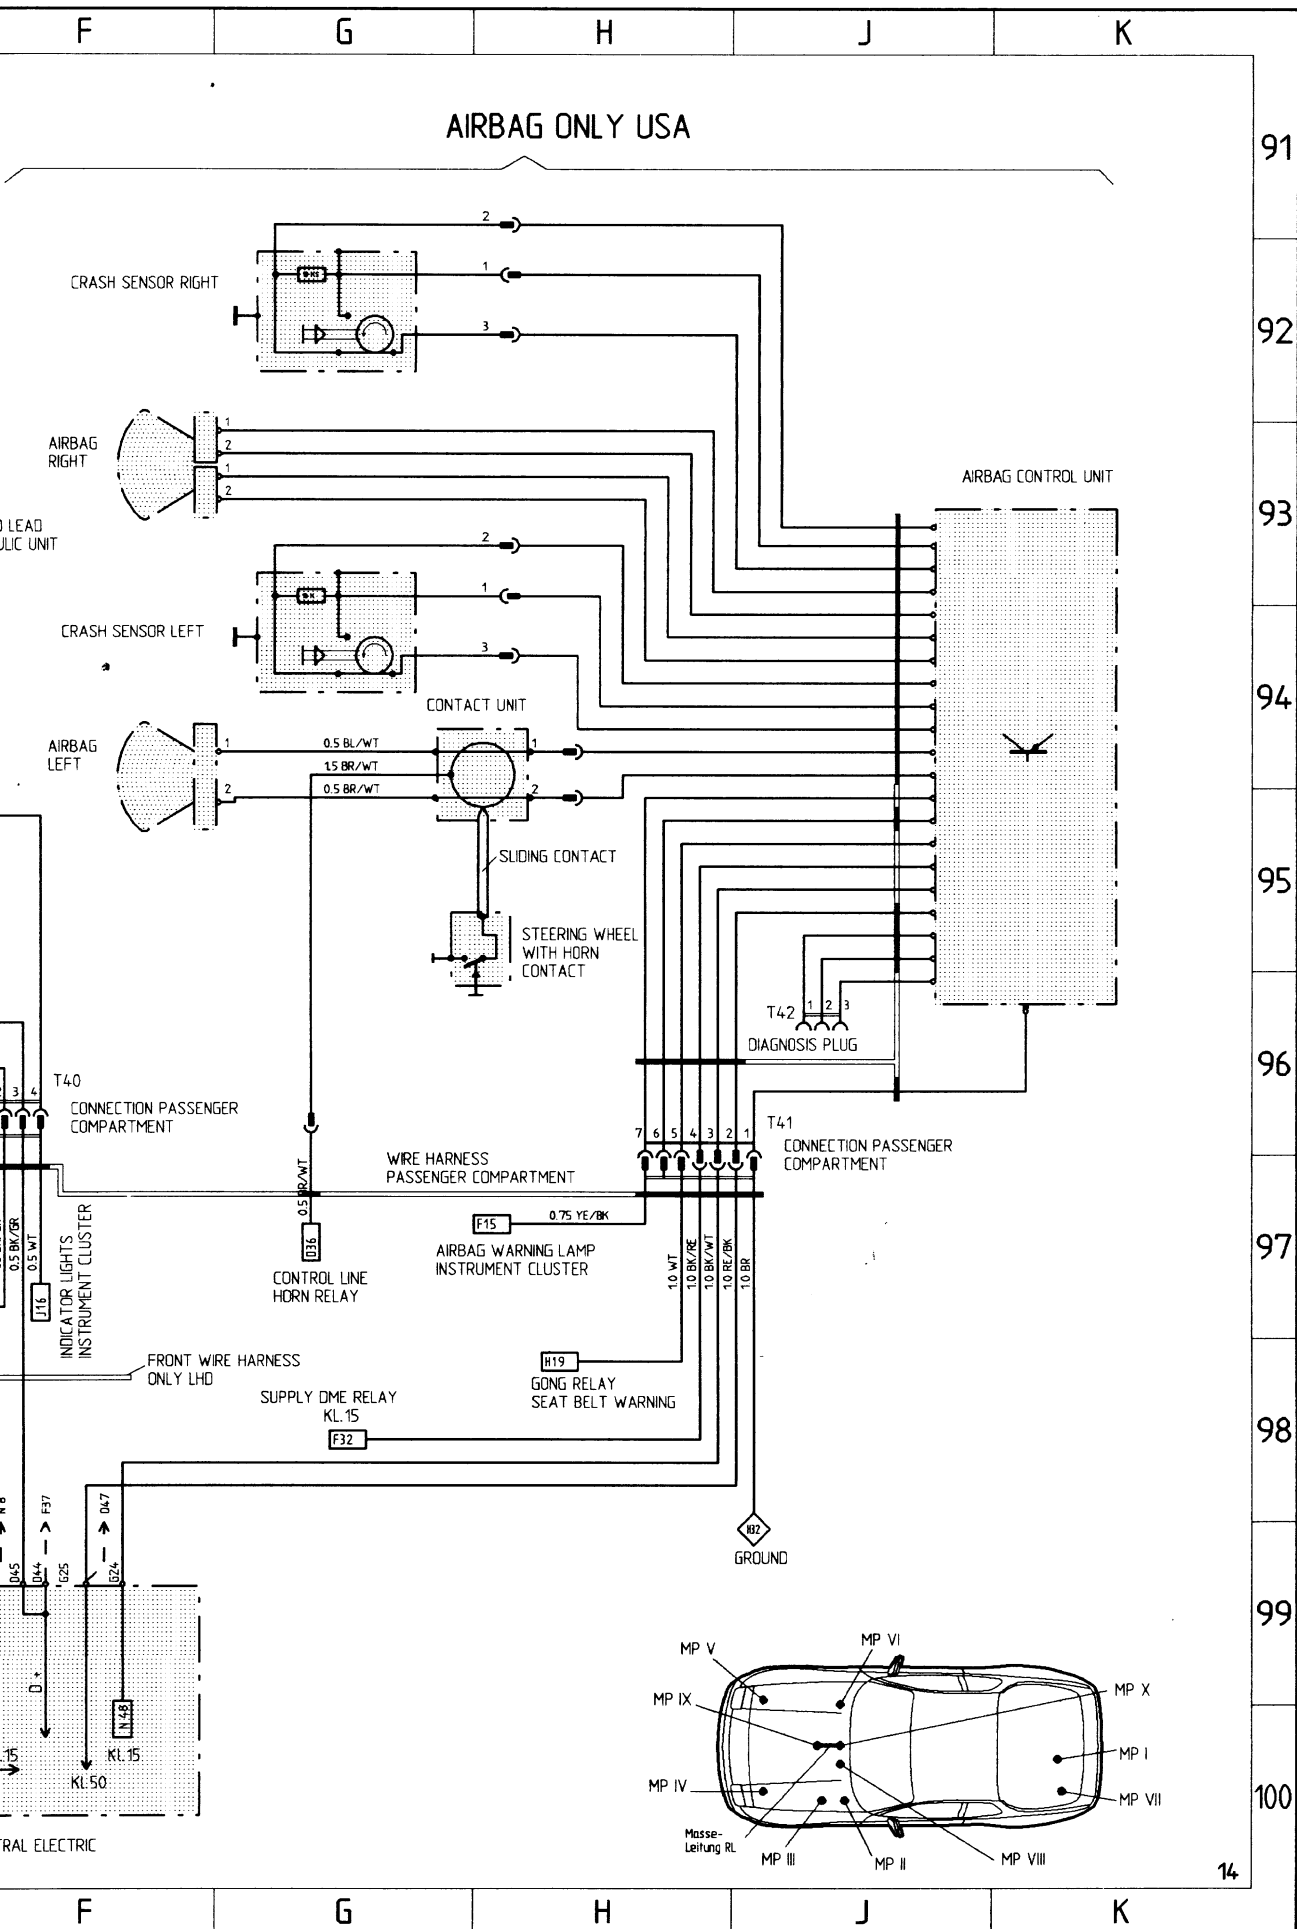 F G H J K
AIRBAG ONLY USA
91
2
CRASH SENSOR RIGHT
1
3
92
AIRBAG
RIGHT
1
2
1
2
AIRBAG CONTROL UNIT
93
LEAD
ULIC UNIT
2
1
CRASH SENSOR LEFT
3
94
CONTACT UNIT
AIRBAG
LEFT
1
0.5 BL/WT
1
1.5 BR/WT
2
0.5 BR/WT
2
SLIDING CONTACT
95
STEERING WHEEL
WITH HORN
CONTACT
T42
1 2 3
DIAGNOSIS PLUG
96
T40
3 4
CONNECTION PASSENGER
COMPARTMENT
T41
7 6 5 4 3 2 1
CONNECTION PASSENGER
COMPARTMENT
WIRE HARNESS
PASSENGER COMPARTMENT
0.5 BR/WT
F15
0.75 YE/BK
AIRBAG WARNING LAMP
INSTRUMENT CLUSTER
97
D36
CONTROL LINE
HORN RELAY
0.5 BK/GR
0.5 WT
J16
INDICATOR LIGHTS
INSTRUMENT CLUSTER
1.0 WT
1.0 BK/RE
1.0 BK/WT
1.0 RE/BK
1.0 BR
FRONT WIRE HARNESS
ONLY LHD
H19
GONG RELAY
SEAT BELT WARNING
SUPPLY DME RELAY
KL.15
F32
98
N 8
F37
D47
GROUND
D45
D44
G25
G24
99
D +
N 48
.15
KL.15
KL50
TRAL ELECTRIC
MP V
MP VI
MP IX
MP X
MP I
MP IV
MP VII
100
Masse-
Leitung RL
MP III
MP II
MP VIII
14
F G H J K